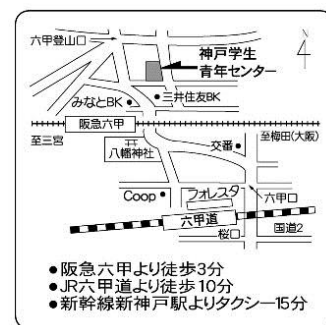 六甲登山口
4
神戸学生
青年センター
みなとBK
三井住友BK
阪急六甲
至三宮
至梅田(大阪)
八幡神社
交番
Coop
フォレスタ
六甲口
六甲道
桜口
国道2
●阪急六甲より徒歩3分
●JR六甲道より徒歩10分
●新幹線新神戸駅よりタクシー15分